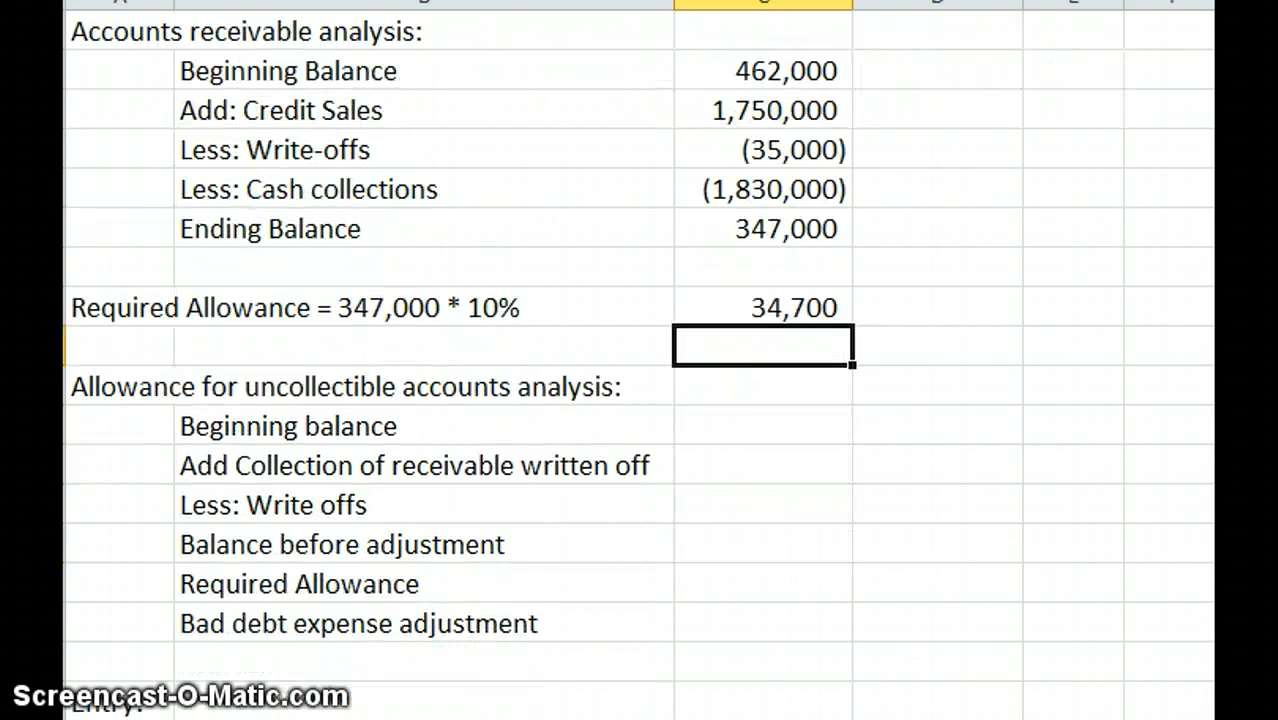 Accounts receivable analysis:
Beginning Balance 462,000
Add: Credit Sales 1,750,000
Less: Write-offs (35,000)
Less: Cash collections (1,830,000)
Ending Balance 347,000
Required Allowance = 347,000 * 10% 34,700
Allowance for uncollectible accounts analysis:
Beginning balance
Add Collection of receivable written off
Less: Write offs
Balance before adjustment
Required Allowance
Bad debt expense adjustment
Screencast-O-Matic.com
Entry: